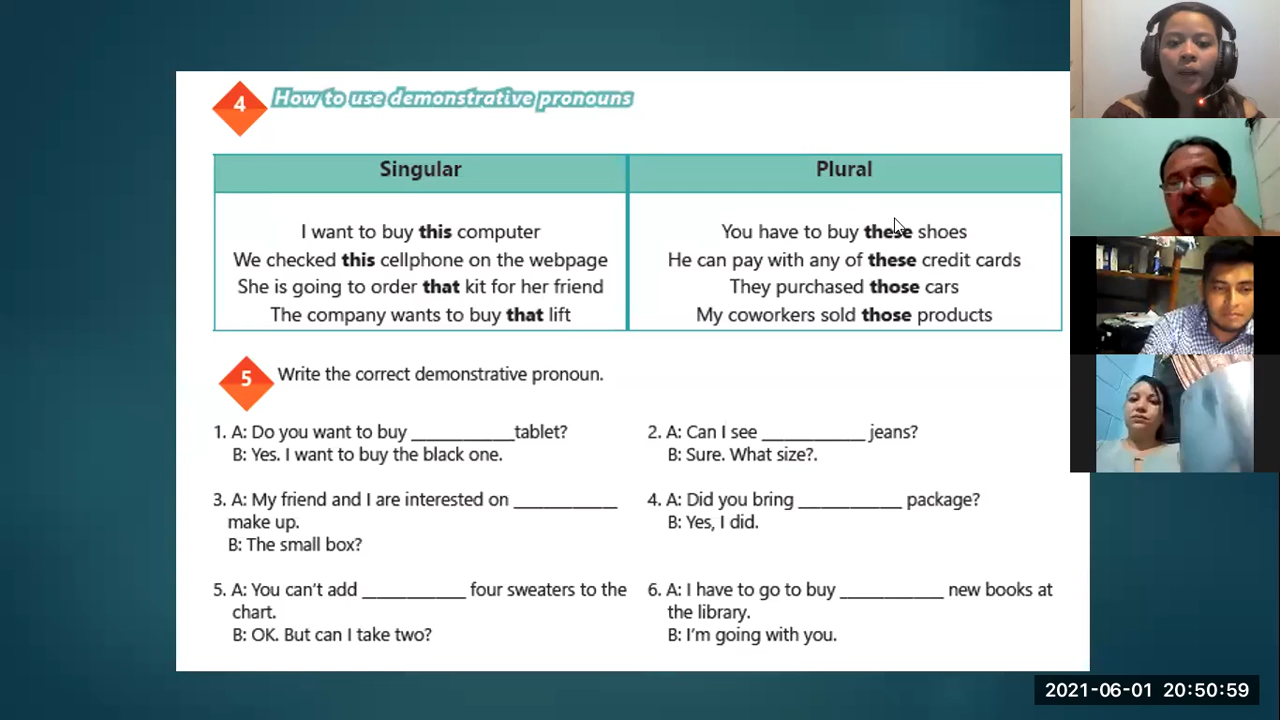 4 How to use demonstrative pronouns
Singular
Plural
I want to buy this computer
We checked this cellphone on the webpage
She is going to order that kit for her friend
The company wants to buy that lift
You have to buy these shoes
He can pay with any of these credit cards
They purchased those cars
My coworkers sold those products
5 Write the correct demonstrative pronoun.
1. A: Do you want to buy ____________tablet?
B: Yes. I want to buy the black one.
2. A: Can I see ____________ jeans?
B: Sure. What size?.
3. A: My friend and I are interested on ____________
make up.
B: The small box?
4. A: Did you bring ____________ package?
B: Yes, I did.
5. A: You can't add ____________ four sweaters to the
chart.
B: OK. But can I take two?
6. A: I have to go to buy ____________ new books at
the library.
B: I'm going with you.
2021-06-01 20:50:59